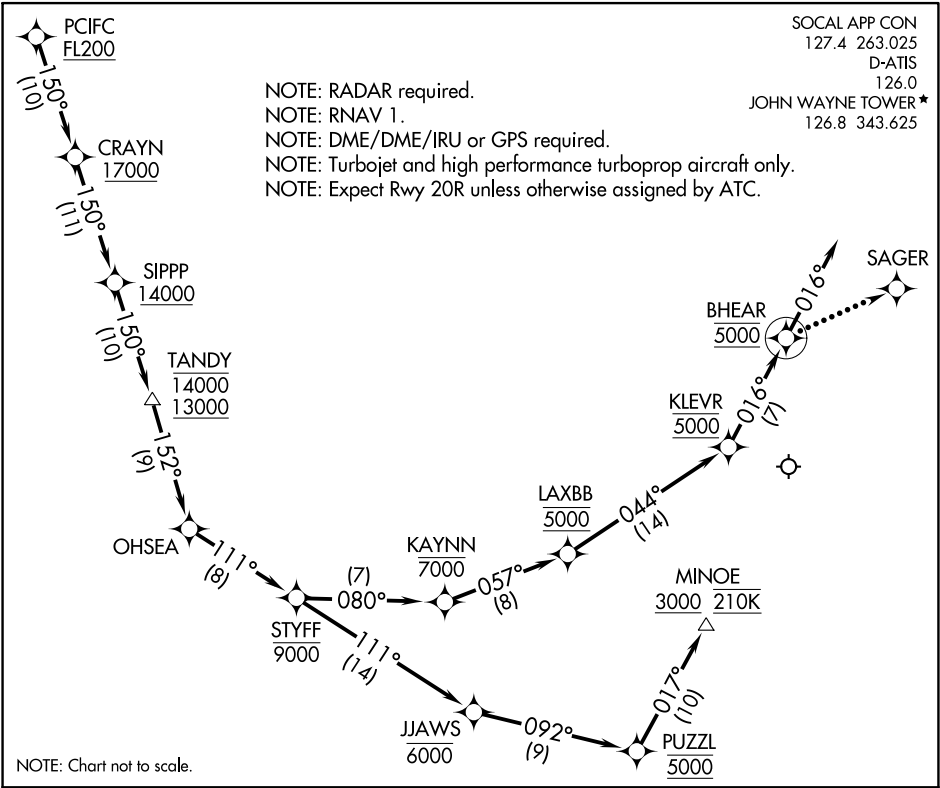 PCIFC
FL200
150°
(10)
CRAYN
17000
150°
(11)
SIPPP
14000
150°
(10)
TANDY
14000
13000
152°
(9)
OHSEA
111°
(8)
STYFF
9000
(7)
080°
KAYNN
7000
057°
(8)
LAXBB
5000
044°
(14)
KLEVR
5000
016°
(7)
BHEAR
5000
016°
SAGER
111°
(14)
JJAWS
6000
092°
(9)
PUZZL
5000
017°
(10)
MINOE
3000 210K
NOTE: RADAR required.
NOTE: RNAV 1.
NOTE: DME/DME/IRU or GPS required.
NOTE: Turbojet and high performance turboprop aircraft only.
NOTE: Expect Rwy 20R unless otherwise assigned by ATC.
SOCAL APP CON
127.4 263.025
D-ATIS
126.0
JOHN WAYNE TOWER★
126.8 343.625
NOTE: Chart not to scale.